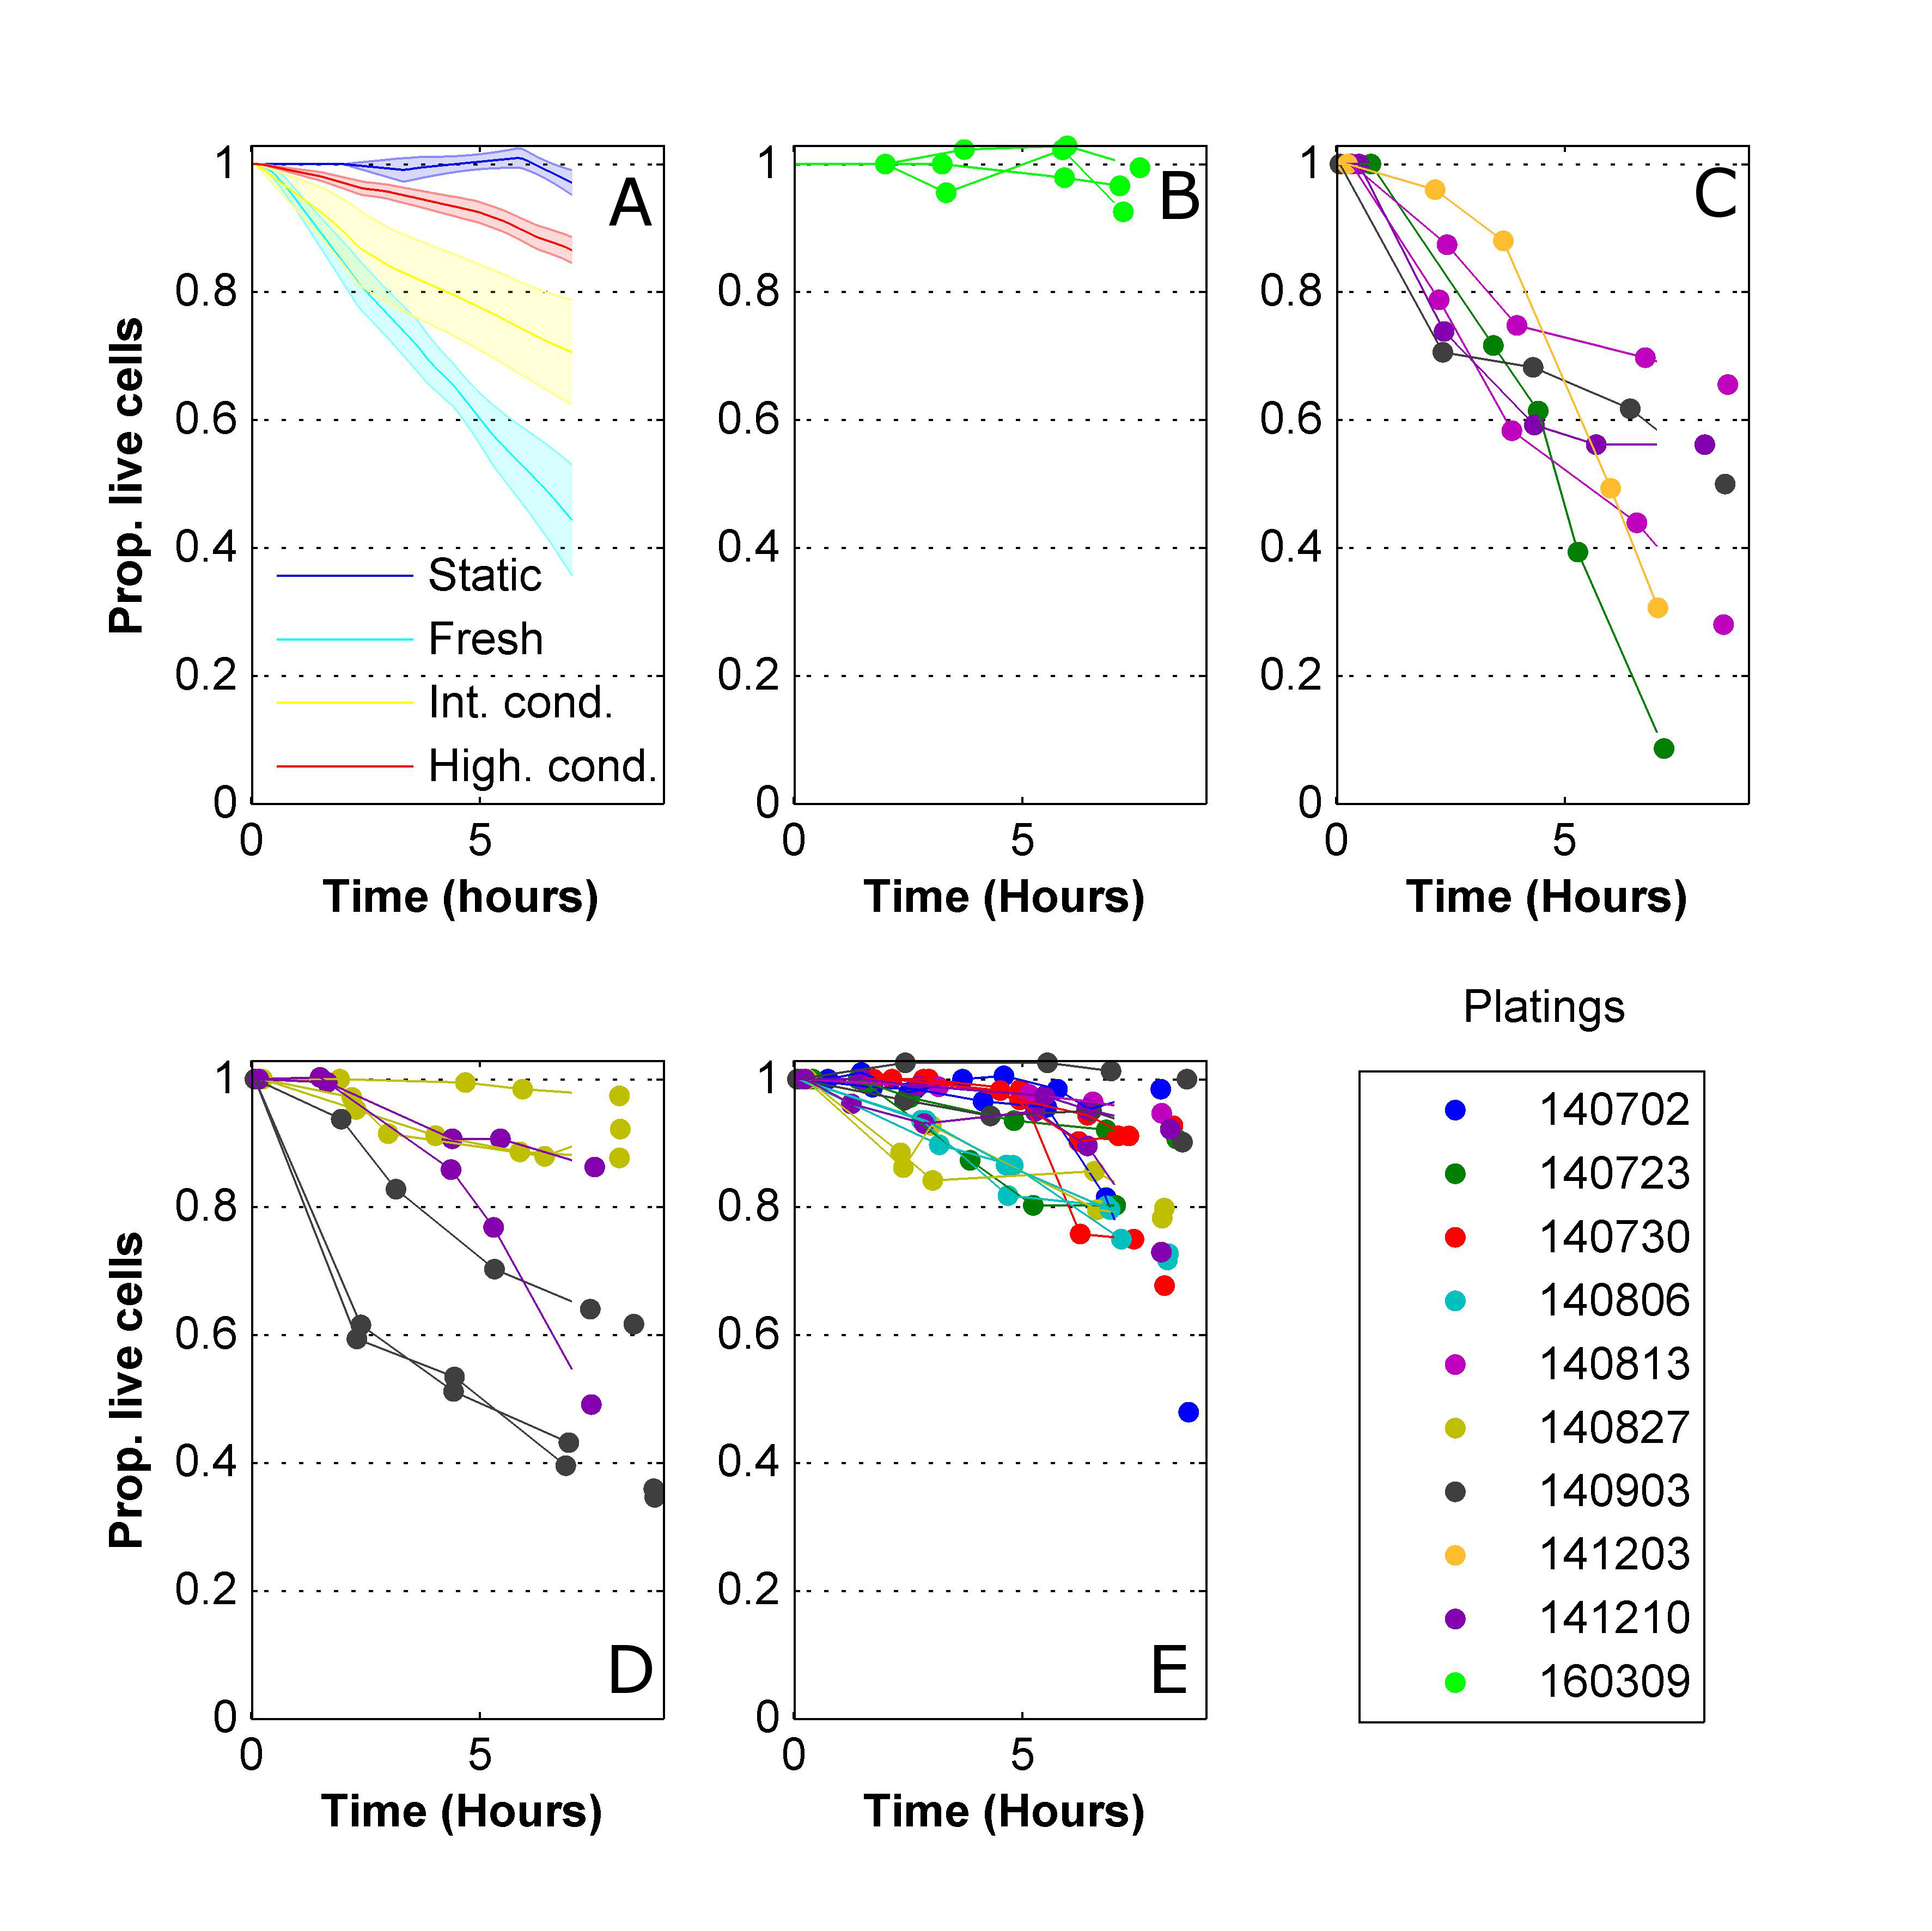 1
0.8
0.6
0.4
0.2
0
0
5
Prop. live cells
Time (hours)
A
Static
Fresh
Int. cond.
High. cond.
1
0.8
0.6
0.4
0.2
0
0
5
Time (Hours)
B
1
0.8
0.6
0.4
0.2
0
0
5
Time (Hours)
C
1
0.8
0.6
0.4
0.2
0
0
5
Prop. live cells
Time (Hours)
D
1
0.8
0.6
0.4
0.2
0
0
5
Time (Hours)
E
Platings
140702
140723
140730
140806
140813
140827
140903
141203
141210
160309